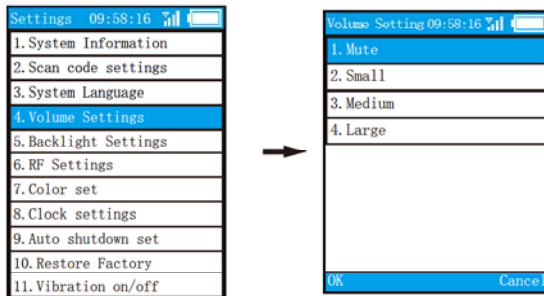 Settings 09:58:16
1.System Information
2.Scan code settings
3.System Language
4.Volume Settings
5.Backlight Settings
6.RF Settings
7.Color set
8.Clock settings
9.Auto shutdown set
10.Restore Factory
11.Vibration on/off
Volume Setting 09:58:16
1.Mute
2.Small
3.Medium
4.Large
OK Cancel